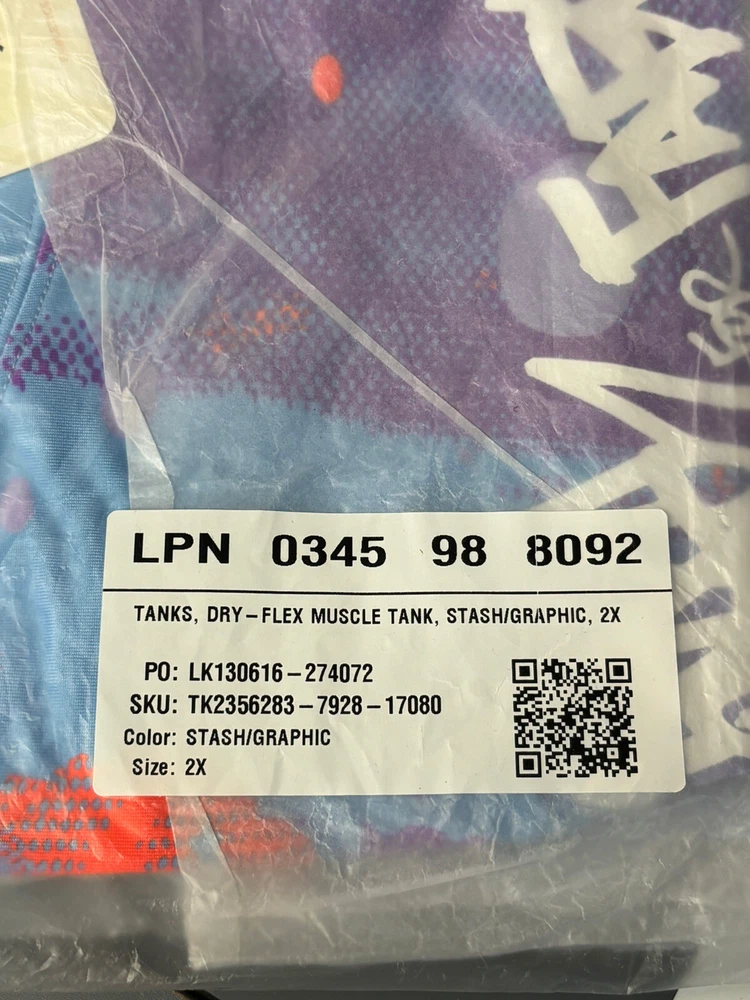 LPN 0345 98 8092
TANKS, DRY-FLEX MUSCLE TANK, STASH/GRAPHIC, 2X
PO: LK130616-274072
SKU: TK2356283-7928-17080
Color: STASH/GRAPHIC
Size: 2X